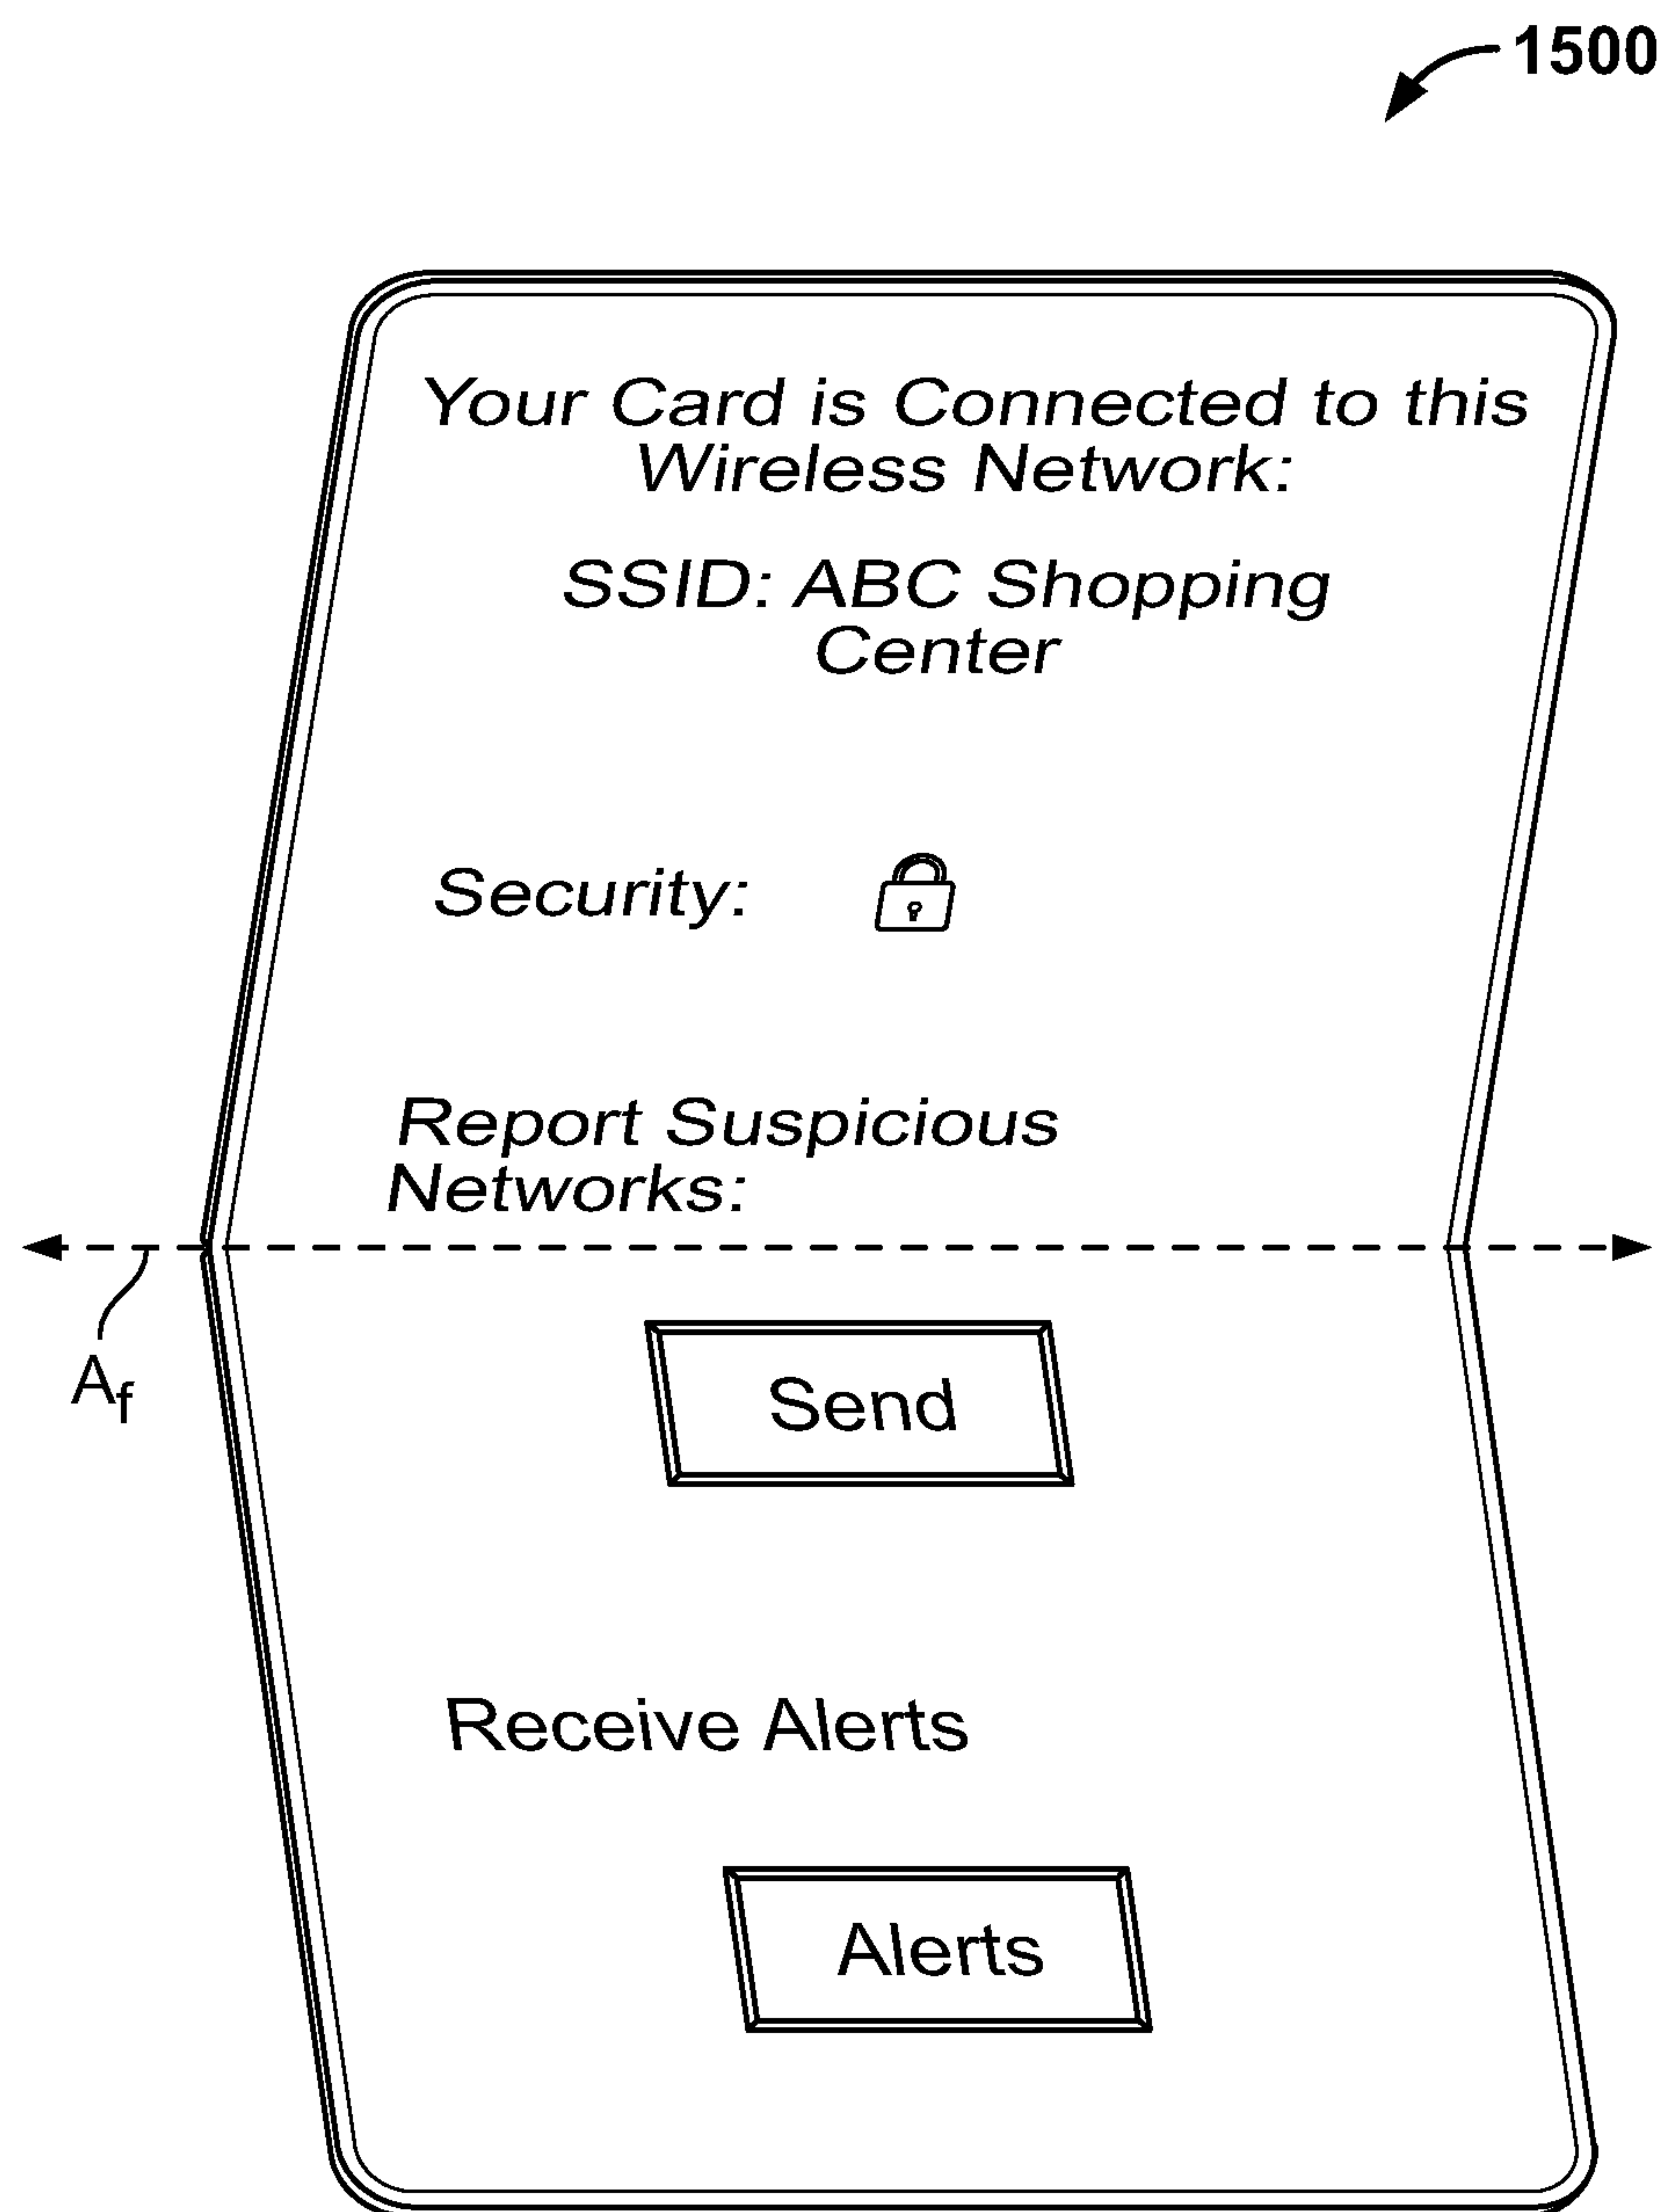 1500
Your Card is Connected to this
Wireless Network:
SSID: ABC Shopping
Center
Security:
Report Suspicious
Networks:
Af
Send
Receive Alerts
Alerts